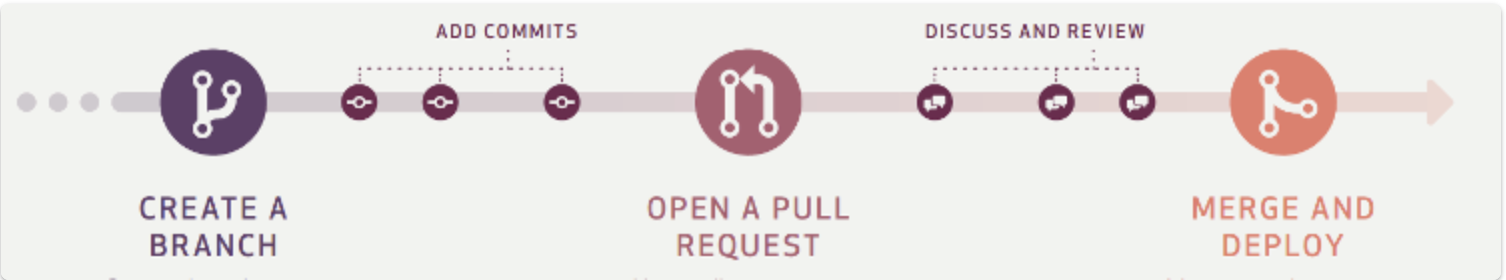 ADD COMMITS
DISCUSS AND REVIEW
CREATE A
BRANCH
OPEN A PULL
REQUEST
MERGE AND
DEPLOY